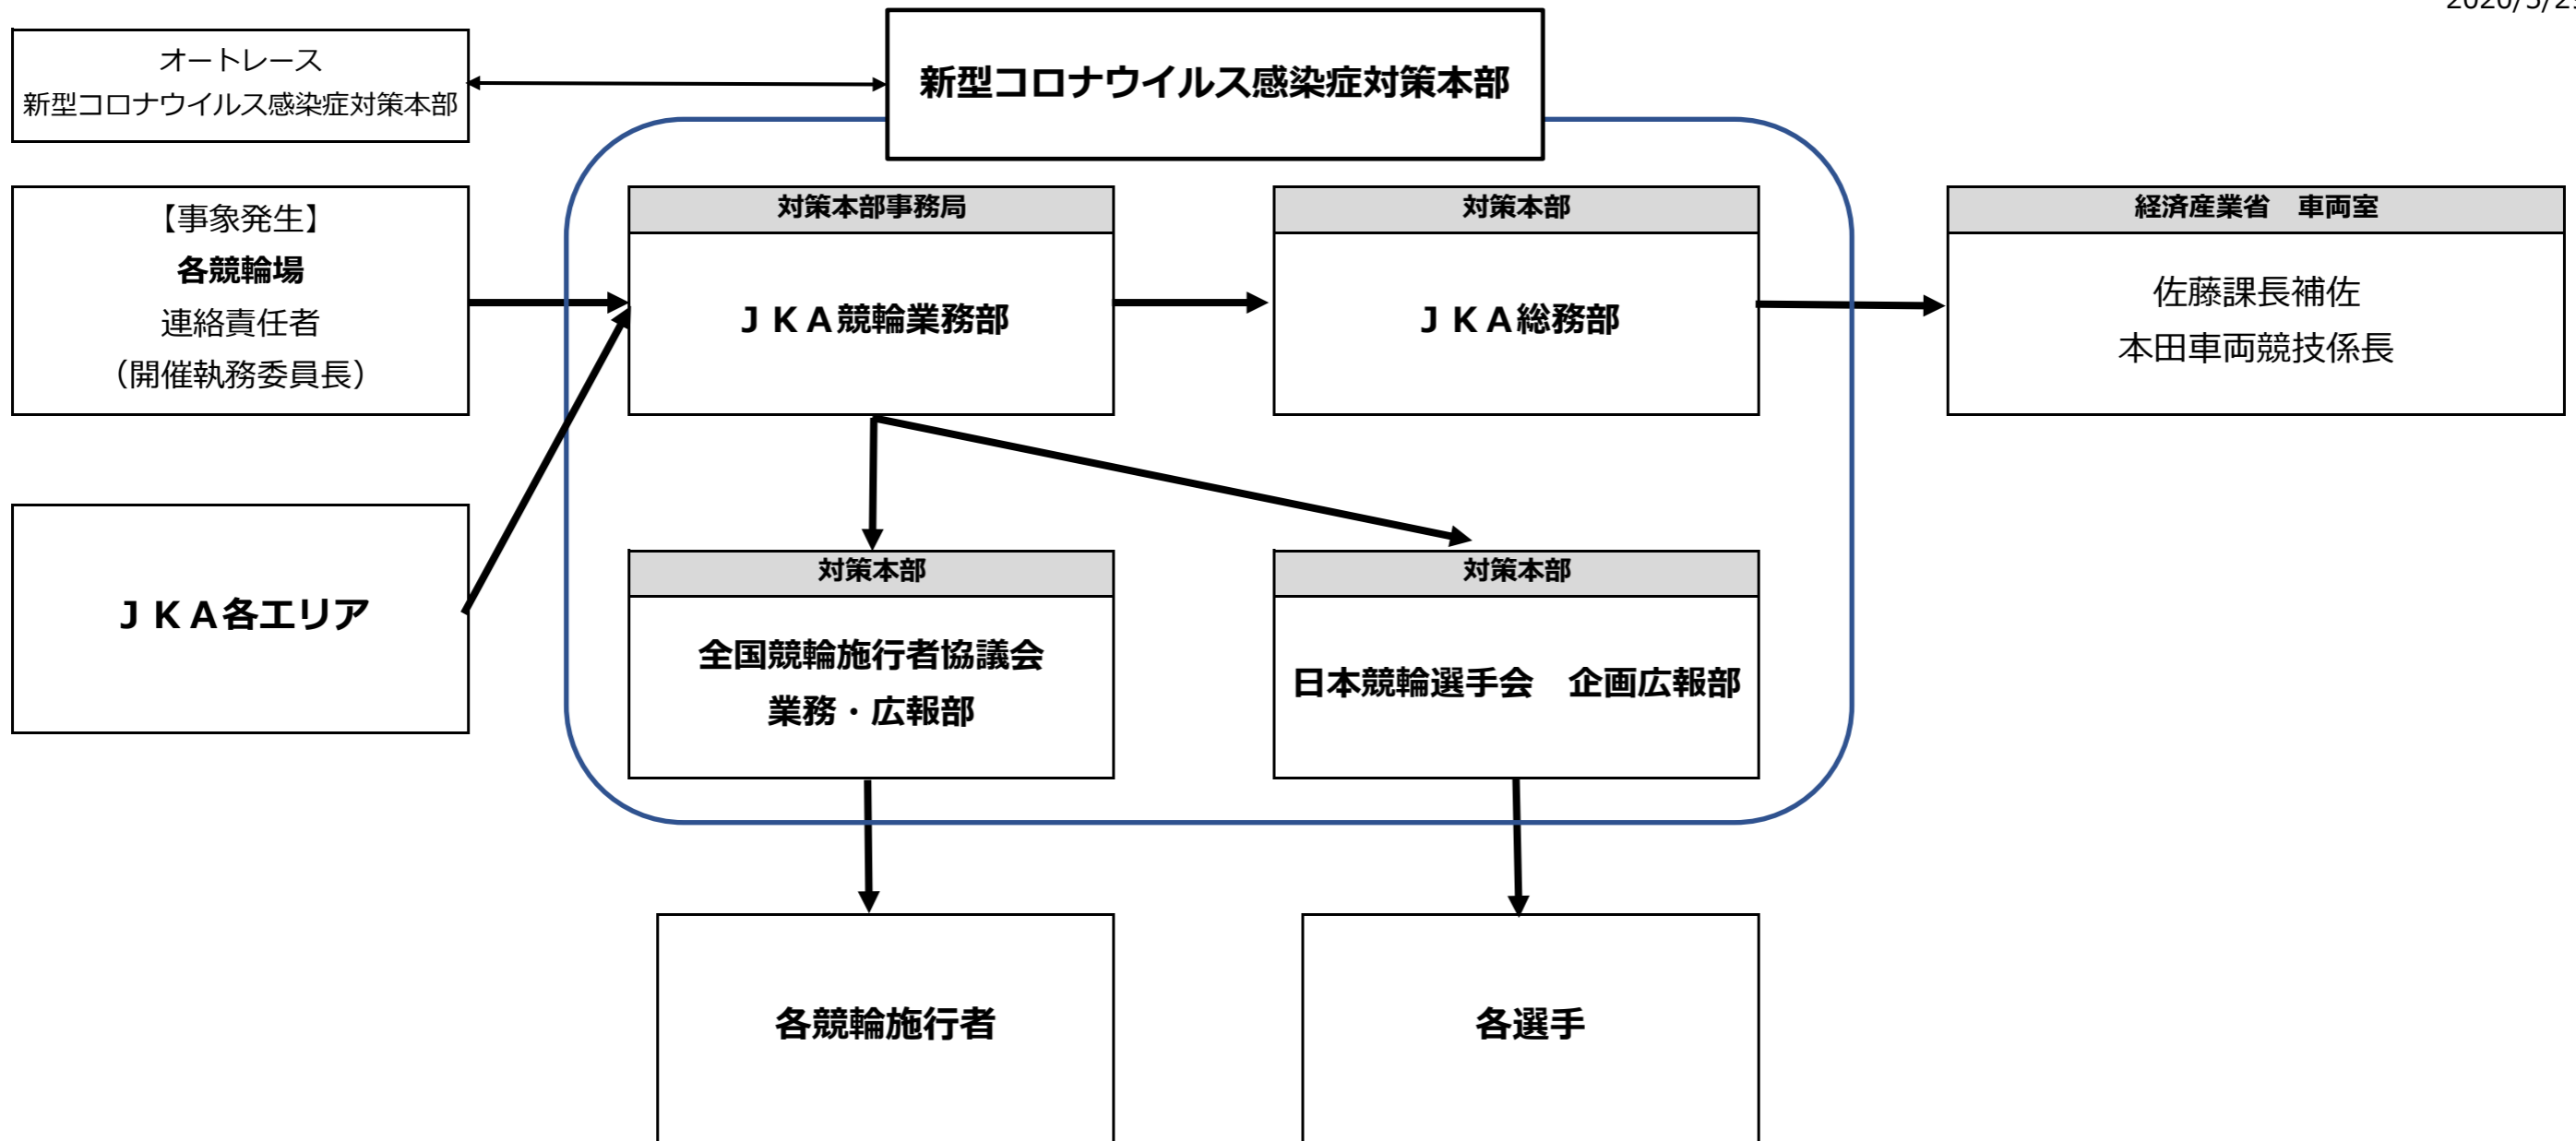 オートレース
新型コロナウイルス感染症対策本部
新型コロナウイルス感染症対策本部
【事象発生】
各競輪場
連絡責任者
（開催執務委員長）
対策本部事務局
ＪＫＡ競輪業務部
対策本部
ＪＫＡ総務部
経済産業省　車両室
佐藤課長補佐
本田車両競技係長
ＪＫＡ各エリア
対策本部
全国競輪施行者協議会
業務・広報部
対策本部
日本競輪選手会　企画広報部
各競輪施行者
各選手